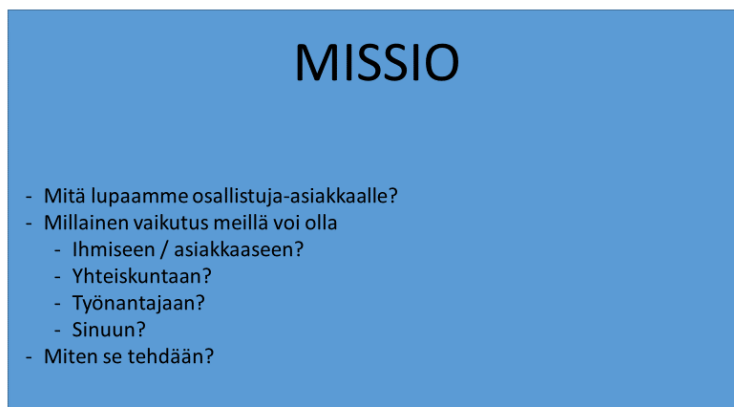 MISSIO
- Mitä lupaamme osallistuja-asiakkaalle?
- Millainen vaikutus meillä voi olla
- Ihmiseen / asiakkaaseen?
- Yhteiskuntaan?
- Työnantajaan?
- Sinuun?
- Miten se tehdään?